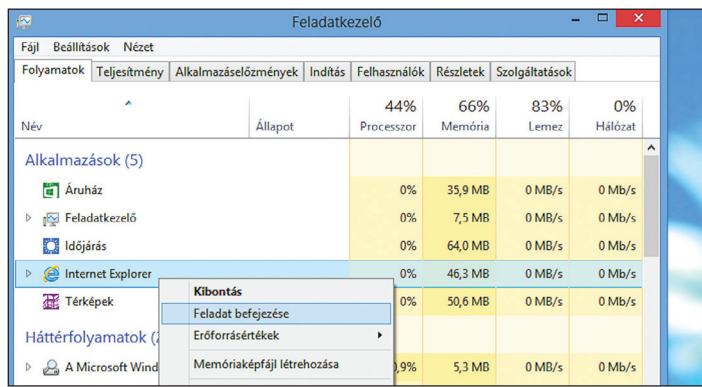 Feladatkezelő
Fájl Beállítások Nézet
Folyamatok Teljesítmény Alkalmazáselőzmények Indítás Felhasználók Részletek Szolgáltatások
44% 66% 83% 0%
Név Állapot Processzor Memória Lemez Hálózat
Alkalmazások (5)
Áruház 0% 35,9 MB 0 MB/s 0 Mb/s
Feladatkezelő 0% 7,5 MB 0 MB/s 0 Mb/s
Időjárás 0% 64,0 MB 0 MB/s 0 Mb/s
Internet Explorer 0% 46,3 MB 0 MB/s 0 Mb/s
Kibontás
Térképek 0% 50,6 MB 0 MB/s 0 Mb/s
Feladat befejezése
Erőforrásértékek
Háttérfolyamatok
Memóriaképfájl létrehozása
A Microsoft Wind ,9% 5,3 MB 0 MB/s 0 Mb/s